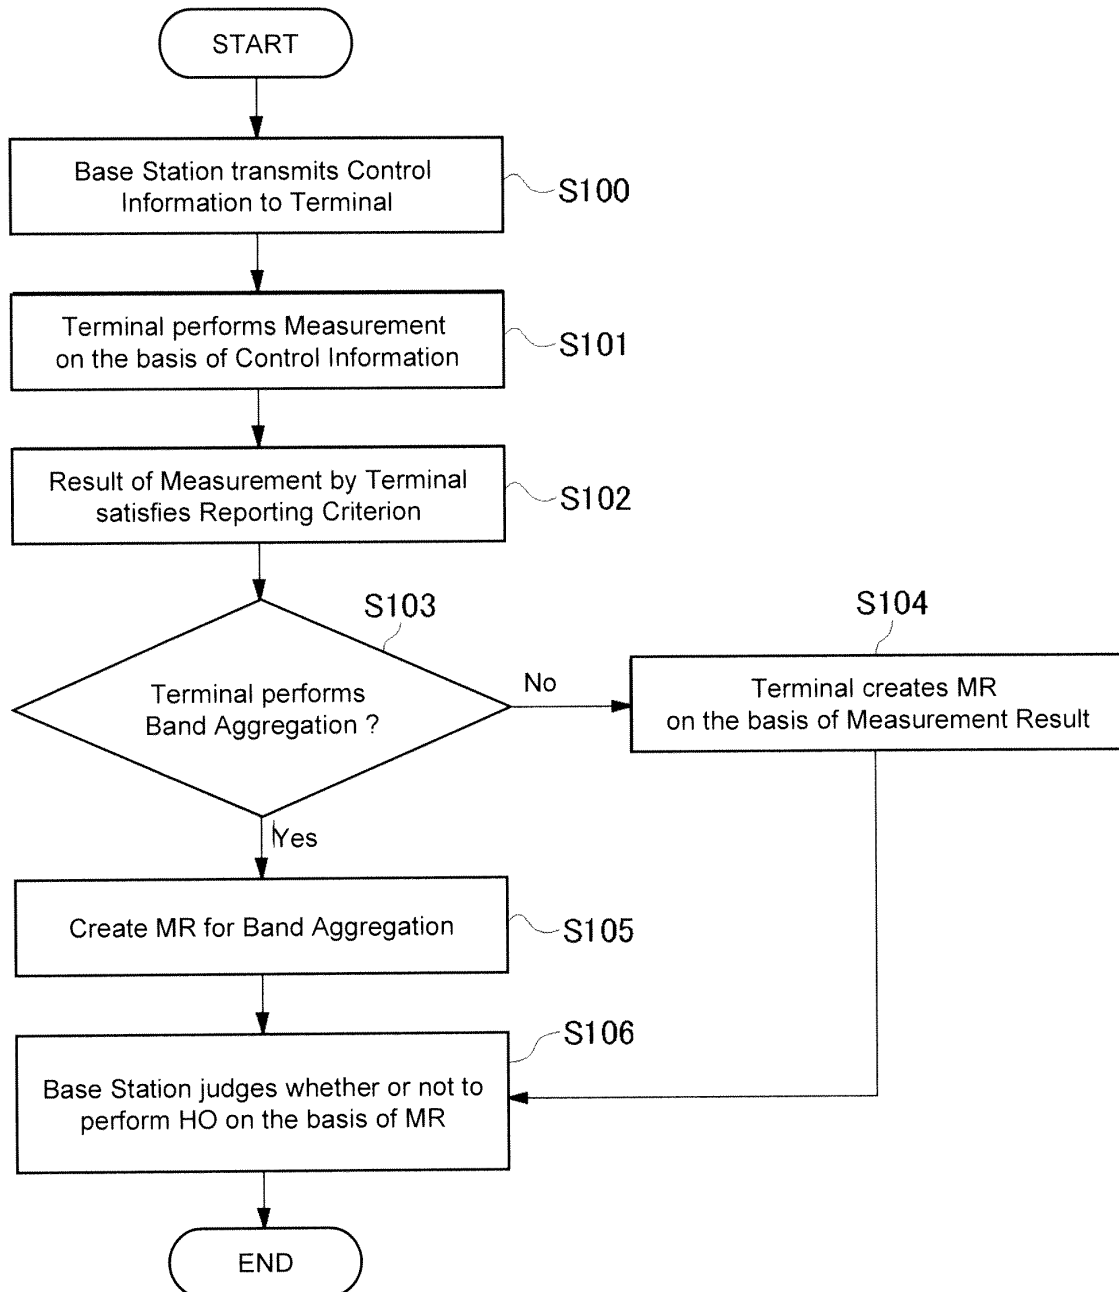 START
Base Station transmits Control
Information to Terminal
S100
Terminal performs Measurement
on the basis of Control Information
S101
Result of Measurement by Terminal
satisfies Reporting Criterion
S102
S103
Terminal performs
Band Aggregation ?
No
S104
Terminal creates MR
on the basis of Measurement Result
Yes
Create MR for Band Aggregation
S105
S106
Base Station judges whether or not to
perform HO on the basis of MR
END